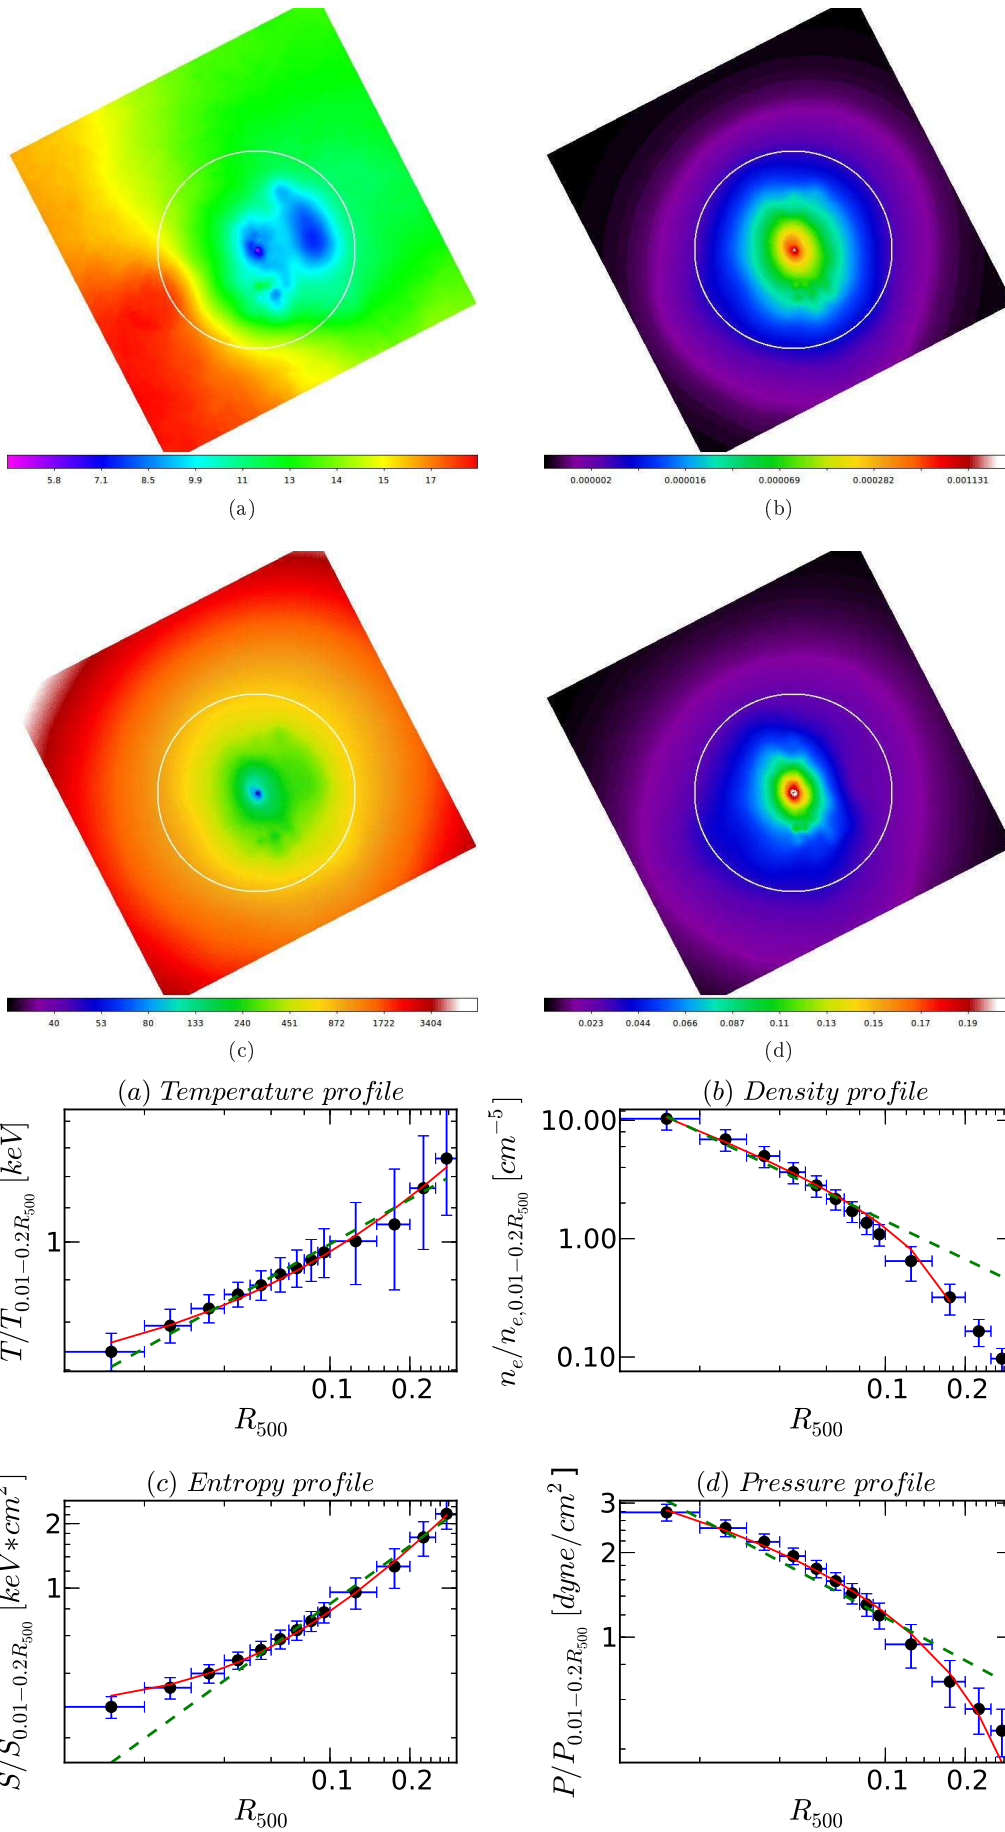 5.8 7.1 8.5 9.9 11 13 14 15 17
0.000002 0.000016 0.000069 0.000282 0.001131
(a)
(b)
40 53 80 133 240 451 872 1722 3404
0.023 0.044 0.066 0.087 0.11 0.13 0.15 0.17 0.19
(c)
(d)
(a) Temperature profile
T/T0.01−0.2R500 [keV]
1
0.1 0.2
R500
(b) Density profile
ne/ne,0.01−0.2R500 [cm−5]
10.00
1.00
0.10
0.1 0.2
R500
(c) Entropy profile
S/S0.01−0.2R500 [keV∗cm2]
2
1
0.1 0.2
R500
(d) Pressure profile
P/P0.01−0.2R500 [dyne/cm2]
3
2
1
0.1 0.2
R500